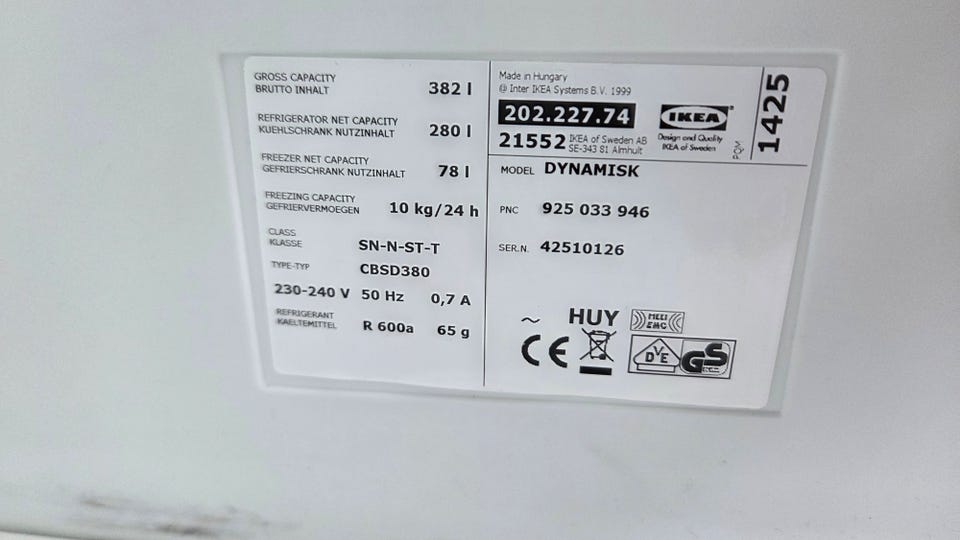 GROSS CAPACITY
BRUTTO INHALT 382 l
REFRIGERATOR NET CAPACITY
KUEHLSCHRANK NUTZINHALT 280 l
FREEZER NET CAPACITY
GEFRIERSCHRANK NUTZINHALT 78 l
FREEZING CAPACITY
GEFRIERVERMOEGEN 10 kg/24 h
CLASS
KLASSE SN-N-ST-T
TYPE-TYP CBSD380
230-240 V 50 Hz 0,7 A
REFRIGERANT
KAELTEMITTEL R 600a 65 g
Made in Hungary
@ Inter IKEA Systems B.V. 1999
202.227.74
21552 IKEA of Sweden AB
SE-343 81 Älmhult
IKEA
Design and Quality
IKEA of Sweden
PQM
1425
MODEL DYNAMISK
PNC 925 033 946
SER.N. 42510126
~ HUY
MEEI
EMC
CE
DVE
GS